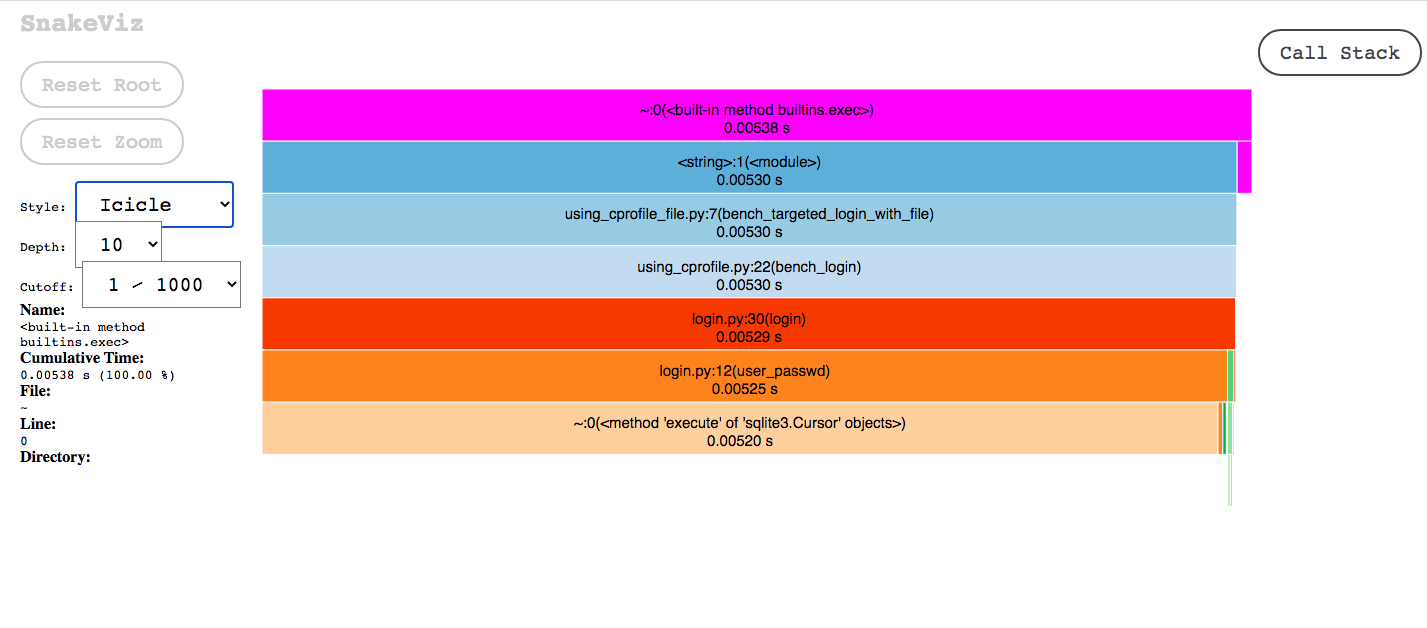 SnakeViz
Call Stack
Reset Root
Reset Zoom
Style: Icicle
Depth: 10
Cutoff: 1 / 1000
Name:
<built-in method
builtins.exec>
Cumulative Time:
0.00538 s (100.00 %)
File:
~
Line:
0
Directory:
~:0(<built-in method builtins.exec>)
0.00538 s
<string>:1(<module>)
0.00530 s
using_cprofile_file.py:7(bench_targeted_login_with_file)
0.00530 s
using_cprofile.py:22(bench_login)
0.00530 s
login.py:30(login)
0.00529 s
login.py:12(user_passwd)
0.00525 s
~:0(<method 'execute' of 'sqlite3.Cursor' objects>)
0.00520 s